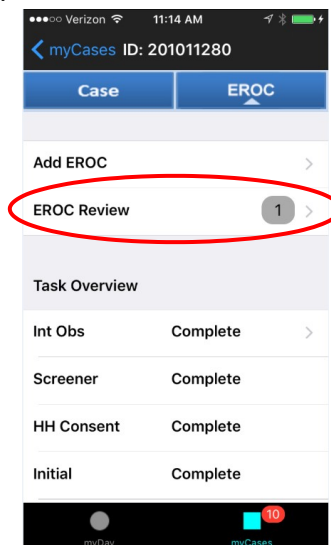 Verizon 11:14 AM
myCases ID: 201011280
Case EROC
Add EROC
EROC Review 1
Task Overview
Int Obs Complete
Screener Complete
HH Consent Complete
Initial Complete
10
myDay myCases